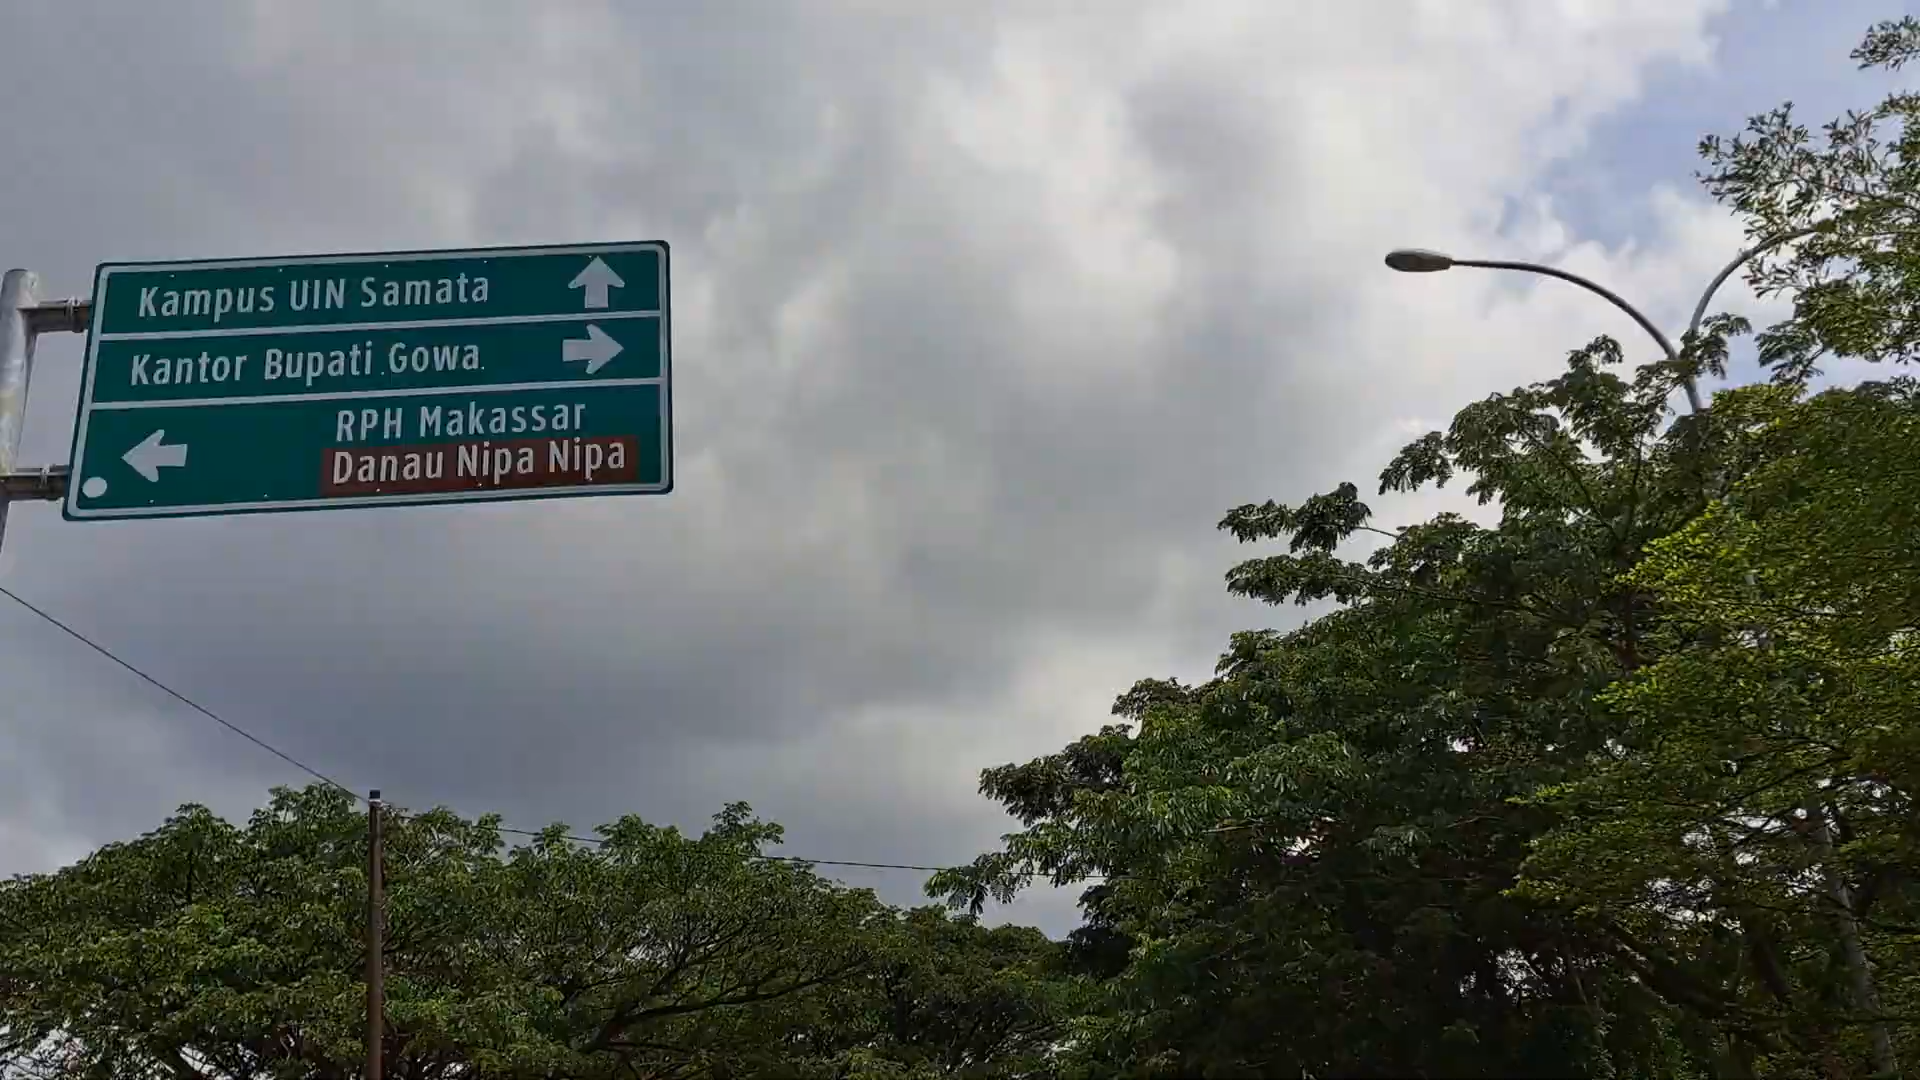 Kampus UIN Samata
Kantor Bupati Gowa
RPH Makassar
Danau Nipa Nipa